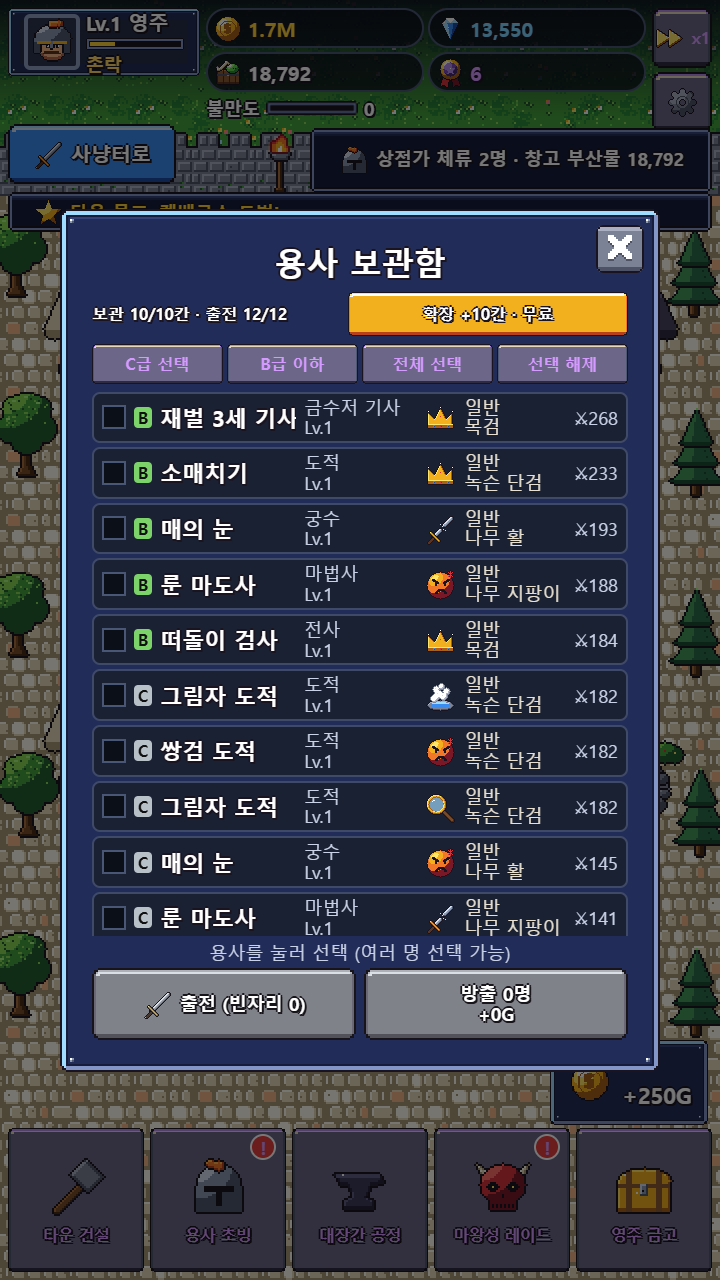 Lv.1 영주
촌락
1.7M
13,550
x1
18,792
6
불만도 0
사냥터로
상점가 체류 2명 · 창고 부산물 18,792
용사 보관함
보관 10/10칸 · 출전 12/12
확장 +10칸 · 무료
C급 선택
B급 이하
전체 선택
선택 해제
B 재벌 3세 기사 금수저 기사 Lv.1 일반 목검 268
B 소매치기 도적 Lv.1 일반 녹슨 단검 233
B 매의 눈 궁수 Lv.1 일반 나무 활 193
B 룬 마도사 마법사 Lv.1 일반 나무 지팡이 188
B 떠돌이 검사 전사 Lv.1 일반 목검 184
C 그림자 도적 도적 Lv.1 일반 녹슨 단검 182
C 쌍검 도적 도적 Lv.1 일반 녹슨 단검 182
C 그림자 도적 도적 Lv.1 일반 녹슨 단검 182
C 매의 눈 궁수 Lv.1 일반 나무 활 145
C 룬 마도사 마법사 Lv.1 일반 나무 지팡이 141
용사를 눌러 선택 (여러 명 선택 가능)
출전 (빈자리 0)
방출 0명
+0G
+250G
타운 건설
용사 초빙
대장간 공정
마왕성 레이드
영주 금고